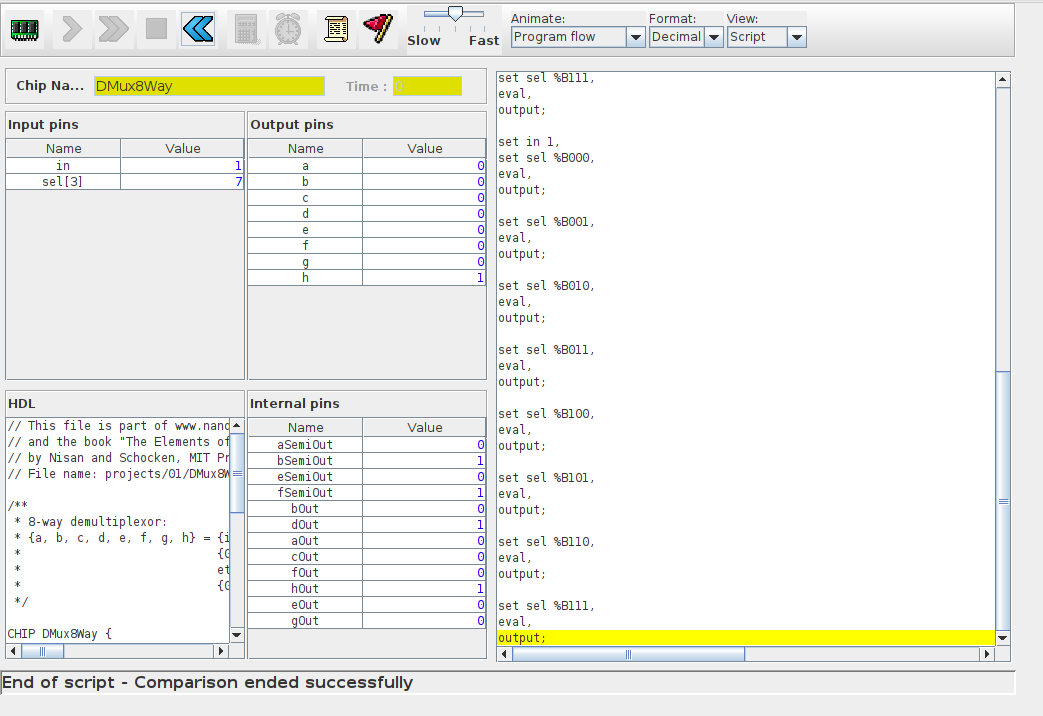 Slow Fast
Animate:
Program flow
Format:
Decimal
View:
Script
Chip Na... DMux8Way Time : 0
Input pins
Name Value
in 1
sel[3] 7
Output pins
Name Value
a 0
b 0
c 0
d 0
e 0
f 0
g 0
h 1
HDL
// This file is part of www.nand
// and the book "The Elements of
// by Nisan and Schocken, MIT Pr
// File name: projects/01/DMux8W
/**
* 8-way demultiplexor:
* {a, b, c, d, e, f, g, h} = {i
* {0
* et
* {0
*/
CHIP DMux8Way {
Internal pins
Name Value
aSemiOut 0
bSemiOut 1
eSemiOut 0
fSemiOut 1
bOut 0
dOut 1
aOut 0
cOut 0
fOut 0
hOut 1
eOut 0
gOut 0
set sel %B111,
eval,
output;
set in 1,
set sel %B000,
eval,
output;
set sel %B001,
eval,
output;
set sel %B010,
eval,
output;
set sel %B011,
eval,
output;
set sel %B100,
eval,
output;
set sel %B101,
eval,
output;
set sel %B110,
eval,
output;
set sel %B111,
eval,
output;
End of script - Comparison ended successfully